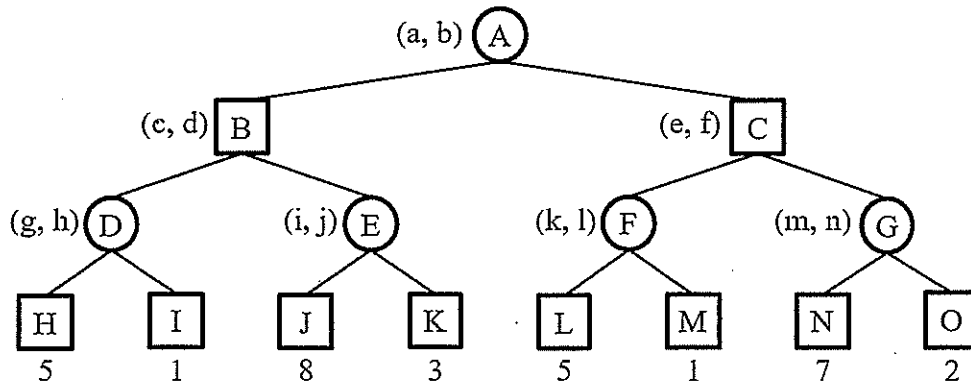 (a, b) A
(c, d) B (e, f) C
(g, h) D (i, j) E (k, l) F (m, n) G
H I J K L M N O
5 1 8 3 5 1 7 2